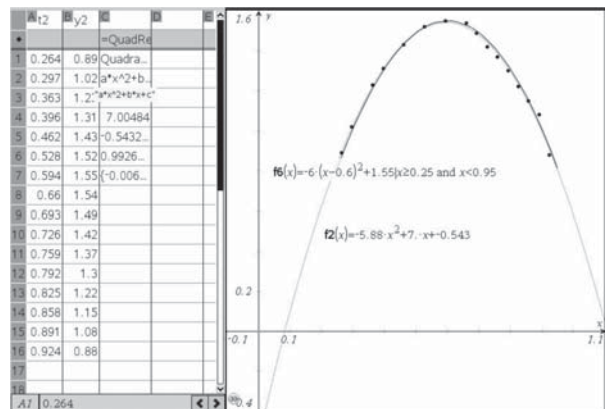 A t2 B y2 C D E
◆ =QuadRe
1 0.264 0.89 Quadra...
2 0.297 1.02 a*x^2+b...
3 0.363 1.2 "a*x^2+b*x+c"
4 0.396 1.31 7.00484
5 0.462 1.43 -0.5432...
6 0.528 1.52 0.9926...
7 0.594 1.55 {-0.006...
8 0.66 1.54
9 0.693 1.49
10 0.726 1.42
11 0.759 1.37
12 0.792 1.3
13 0.825 1.22
14 0.858 1.15
15 0.891 1.08
16 0.924 0.88
17
18
A1 0.264
1.6 y
f6(x)=-6·(x-0.6)²+1.55|x≥0.25 and x<0.95
f2(x)=-5.88·x²+7.·x+-0.543
0.2
x
-0.1 0.1 1.1
-0.4